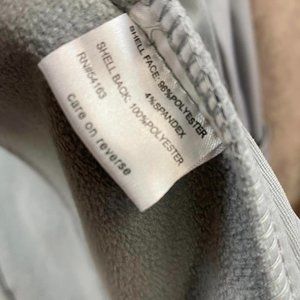 SHELL FACE: 96%POLYESTER
4%SPANDEX
SHELL BACK: 100%POLYESTER
RN#54163
care on reverse